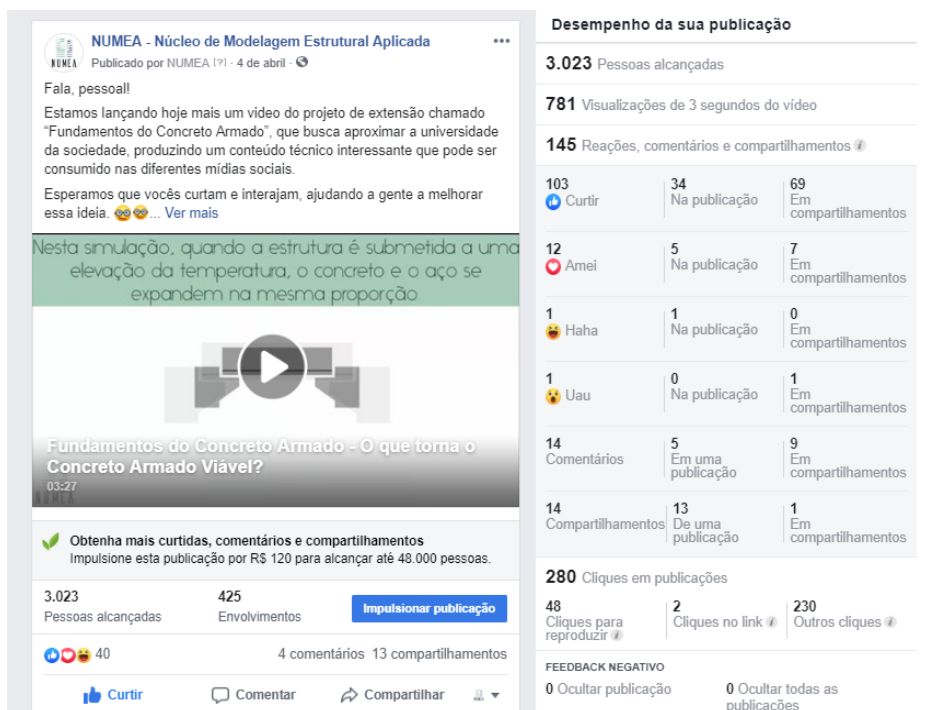 NUMEA - Núcleo de Modelagem Estrutural Aplicada
Publicado por NUMEA [?] · 4 de abril ·
Fala, pessoal!
Estamos lançando hoje mais um video do projeto de extensão chamado
“Fundamentos do Concreto Armado”, que busca aproximar a universidade
da sociedade, produzindo um conteúdo técnico interessante que pode ser
consumido nas diferentes mídias sociais.
Esperamos que vocês curtam e interajam, ajudando a gente a melhorar
essa ideia. 🤓🤓... Ver mais
Nesta simulação, quando a estrutura é submetida a uma
elevação da temperatura, o concreto e o aço se
expandem na mesma proporção
Fundamentos do Concreto Armado - O que torna o
Concreto Armado Viável?
03:27
NUMEA
Obtenha mais curtidas, comentários e compartilhamentos
Impulsione esta publicação por R$ 120 para alcançar até 48.000 pessoas.
3.023
Pessoas alcançadas
425
Envolvimentos
Impulsionar publicação
40
4 comentários 13 compartilhamentos
Curtir
Comentar
Compartilhar
Desempenho da sua publicação
3.023 Pessoas alcançadas
781 Visualizações de 3 segundos do vídeo
145 Reações, comentários e compartilhamentos
103
Curtir
34
Na publicação
69
Em
compartilhamentos
12
Amei
5
Na publicação
7
Em
compartilhamentos
1
Haha
1
Na publicação
0
Em
compartilhamentos
1
Uau
0
Na publicação
1
Em
compartilhamentos
14
Comentários
5
Em uma
publicação
9
Em
compartilhamentos
14
Compartilhamentos
13
De uma
publicação
1
Em
compartilhamentos
280 Cliques em publicações
48
Cliques para
reproduzir
2
Cliques no link
230
Outros cliques
FEEDBACK NEGATIVO
0 Ocultar publicação
0 Ocultar todas as
publicações